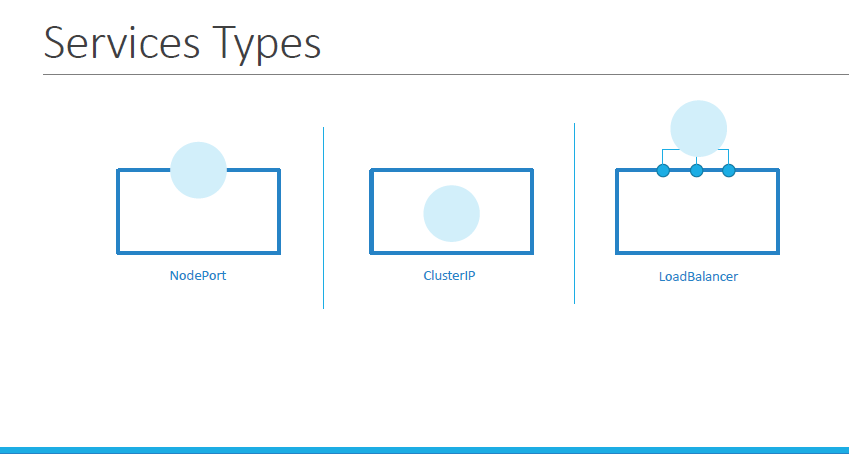 Services Types
NodePort
ClusterIP
LoadBalancer